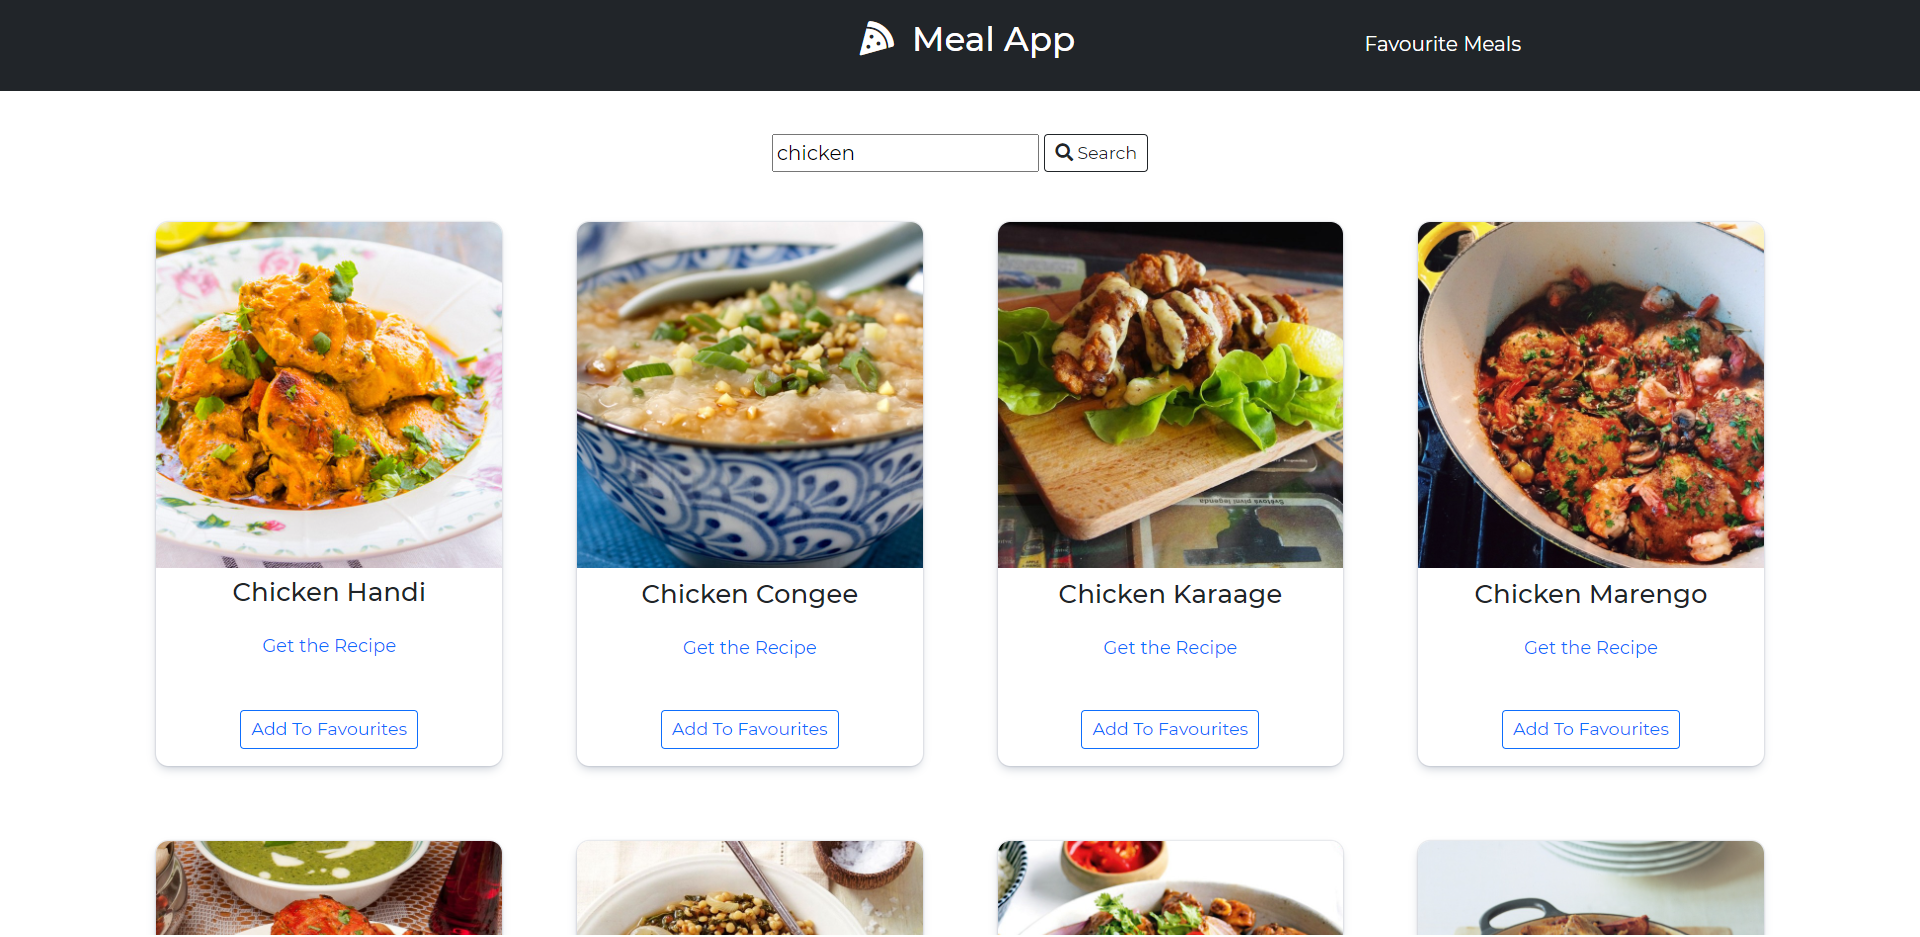 Meal App
Favourite Meals
chicken
Search
Chicken Handi
Get the Recipe
Add To Favourites
Chicken Congee
Get the Recipe
Add To Favourites
Chicken Karaage
Get the Recipe
Add To Favourites
Chicken Marengo
Get the Recipe
Add To Favourites